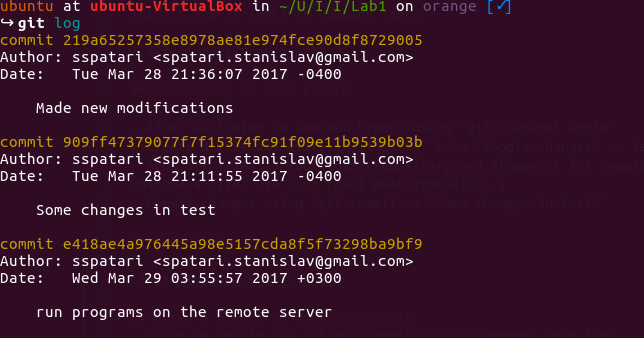 ubuntu at ubuntu-VirtualBox in ~/U/I/I/Lab1 on orange [✓]
↪git log
commit 219a65257358e8978ae81e974fce90d8f8729005
Author: sspatari <spatari.stanislav@gmail.com>
Date:   Tue Mar 28 21:36:07 2017 -0400
    Made new modifications
commit 909ff47379077f7f15374fc91f09e11b9539b03b
Author: sspatari <spatari.stanislav@gmail.com>
Date:   Tue Mar 28 21:11:55 2017 -0400
    Some changes in test
commit e418ae4a976445a98e5157cda8f5f73298ba9bf9
Author: sspatari <spatari.stanislav@gmail.com>
Date:   Wed Mar 29 03:55:57 2017 +0300
    run programs on the remote server